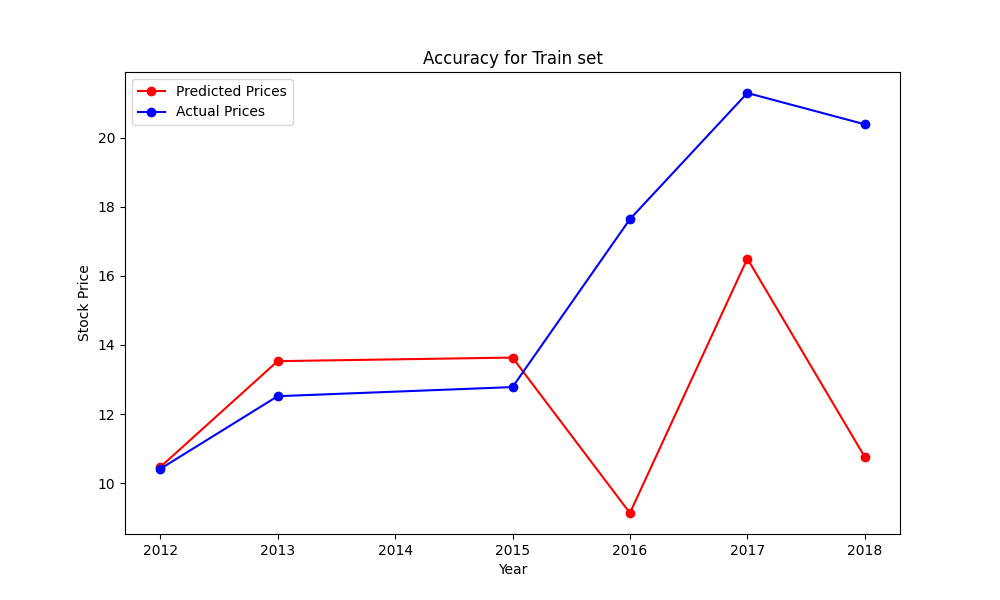 Accuracy for Train set
Predicted Prices
Actual Prices
20
18
16
14
12
10
Stock Price
2012 2013 2014 2015 2016 2017 2018
Year